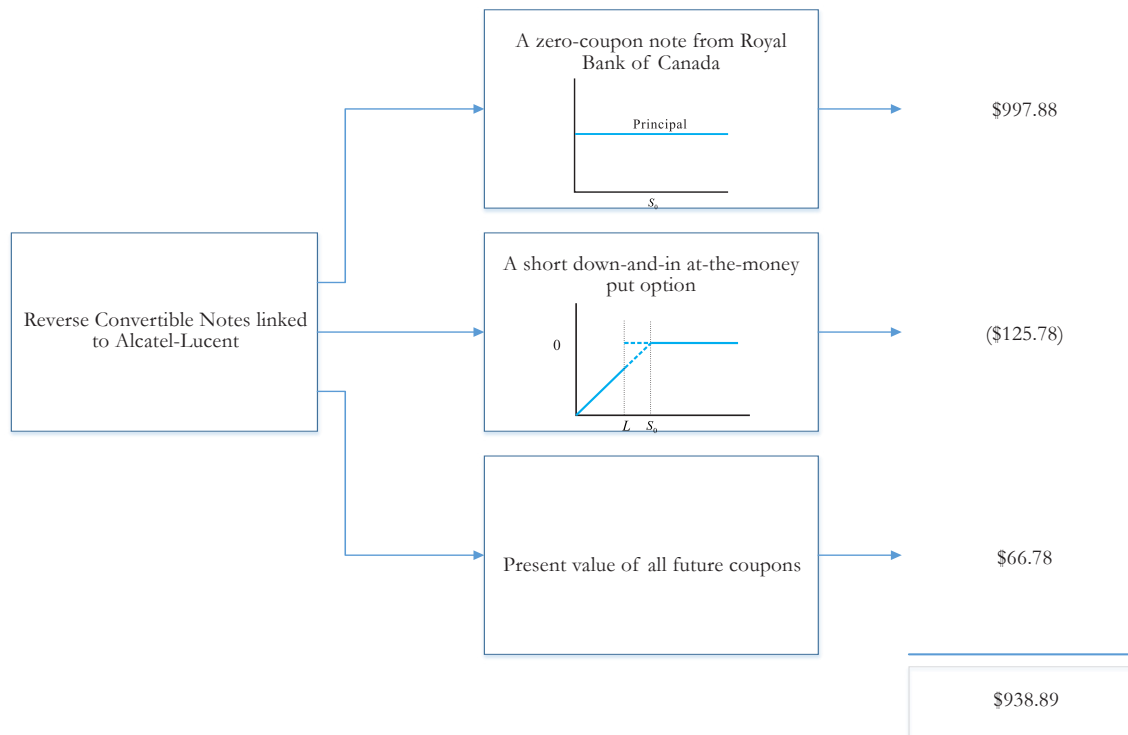 A zero-coupon note from Royal
Bank of Canada
Principal
S₀
$997.88
Reverse Convertible Notes linked
to Alcatel-Lucent
A short down-and-in at-the-money
put option
0
L S₀
($125.78)
Present value of all future coupons
$66.78
$938.89